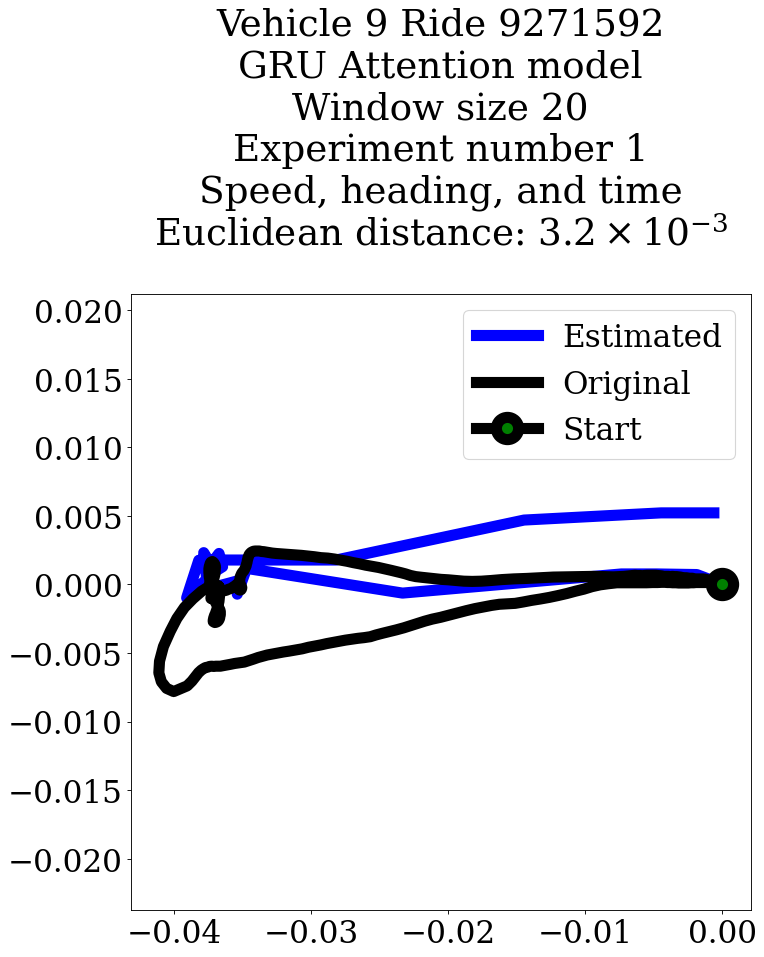 Vehicle 9 Ride 9271592
GRU Attention model
Window size 20
Experiment number 1
Speed, heading, and time
Euclidean distance: 3.2 × 10⁻³
Estimated
Original
Start
0.020
0.015
0.010
0.005
0.000
−0.005
−0.010
−0.015
−0.020
−0.04 −0.03 −0.02 −0.01 0.00